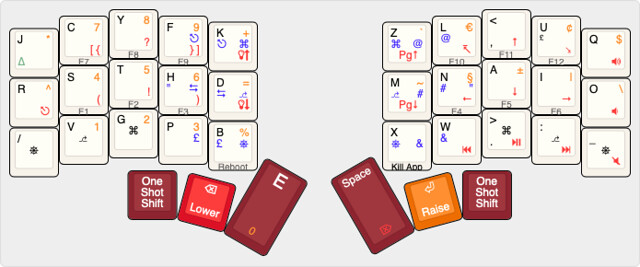 J *
Δ
C 7
[ {
F7
Y 8
?
F8
F 9
} ]
F9
K +
⌘
R ^
S 4
(
F1
T 5
!
F2
H 6
" )
F3
D =
/
V 1
G 2
⌘
P 3
£
B %
£
Reboot
Z `
⌘ @
Pg↑
L €
@
↖
F10
<
, ↑
F11
U ¢
£
↘
F12
Q $
M ~
#
Pg↓
N §
# "
←
F4
A ±
↓
F5
I |
→
F6
O \
X
&
Kill App
W &
>
⌘
.
:
_
One
Shot
Shift
⌫
Lower
E
0
Space
⌦
⏎
Raise
One
Shot
Shift